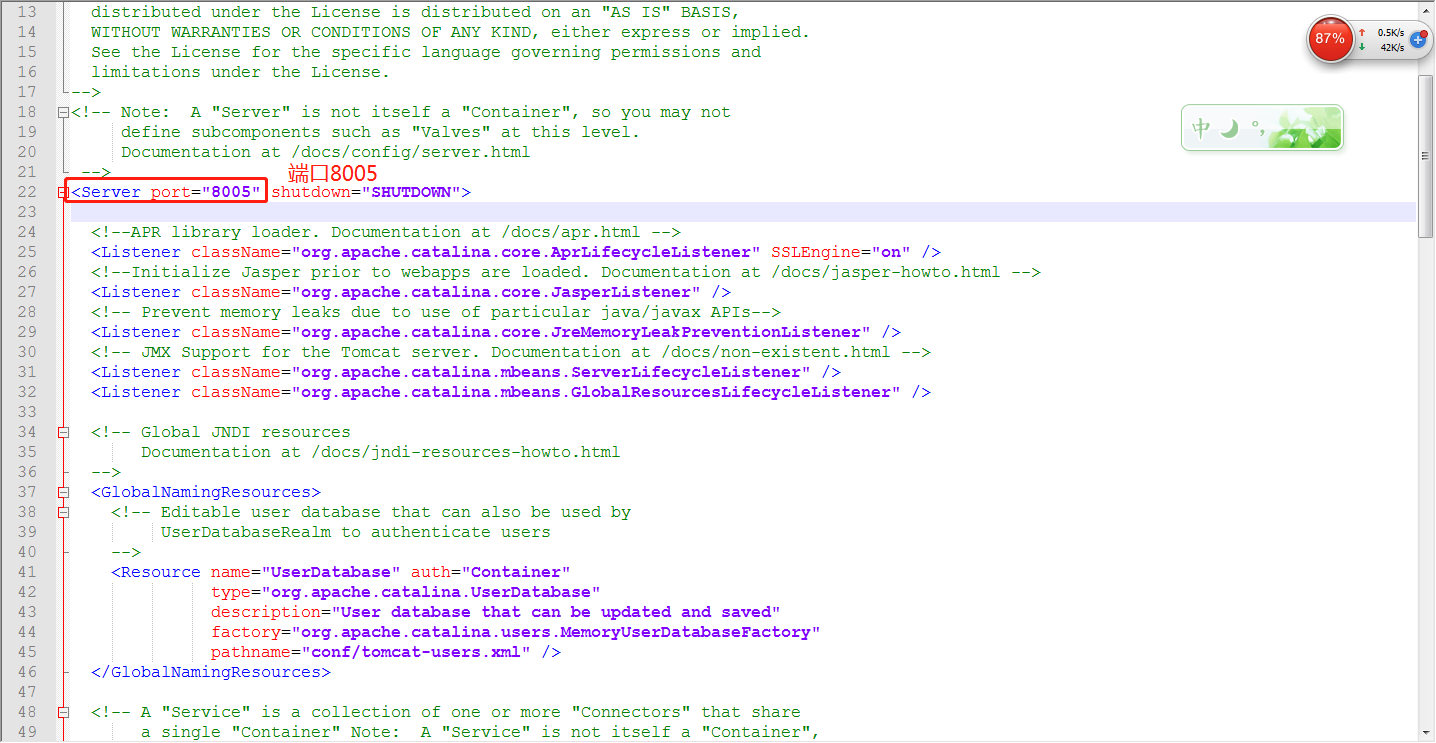 13 distributed under the License is distributed on an "AS IS" BASIS,
14 WITHOUT WARRANTIES OR CONDITIONS OF ANY KIND, either express or implied.
15 See the License for the specific language governing permissions and
16 limitations under the License.
17 -->
18 <!-- Note:  A "Server" is not itself a "Container", so you may not
19 define subcomponents such as "Valves" at this level.
20 Documentation at /docs/config/server.html
21 -->
端口8005
22 <Server port="8005" shutdown="SHUTDOWN">
23
24 <!--APR library loader. Documentation at /docs/apr.html -->
25 <Listener className="org.apache.catalina.core.AprLifecycleListener" SSLEngine="on" />
26 <!--Initialize Jasper prior to webapps are loaded. Documentation at /docs/jasper-howto.html -->
27 <Listener className="org.apache.catalina.core.JasperListener" />
28 <!-- Prevent memory leaks due to use of particular java/javax APIs-->
29 <Listener className="org.apache.catalina.core.JreMemoryLeakPreventionListener" />
30 <!-- JMX Support for the Tomcat server. Documentation at /docs/non-existent.html -->
31 <Listener className="org.apache.catalina.mbeans.ServerLifecycleListener" />
32 <Listener className="org.apache.catalina.mbeans.GlobalResourcesLifecycleListener" />
33
34 <!-- Global JNDI resources
35 Documentation at /docs/jndi-resources-howto.html
36 -->
37 <GlobalNamingResources>
38 <!-- Editable user database that can also be used by
39 UserDatabaseRealm to authenticate users
40 -->
41 <Resource name="UserDatabase" auth="Container"
42 type="org.apache.catalina.UserDatabase"
43 description="User database that can be updated and saved"
44 factory="org.apache.catalina.users.MemoryUserDatabaseFactory"
45 pathname="conf/tomcat-users.xml" />
46 </GlobalNamingResources>
47
48 <!-- A "Service" is a collection of one or more "Connectors" that share
49 a single "Container" Note:  A "Service" is not itself a "Container",
87%
0.5K/s
42K/s
中